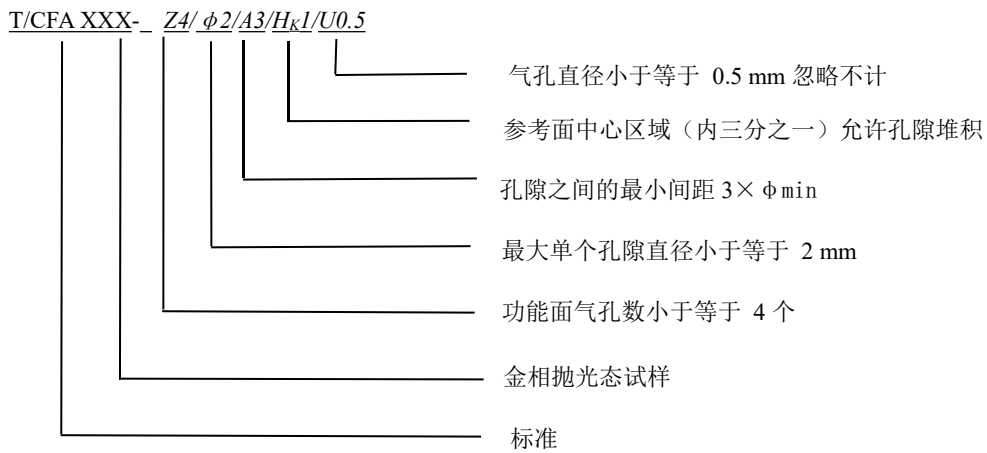 T/CFA XXX-_ Z4/φ2/A3/HK1/U0.5
气孔直径小于等于 0.5 mm 忽略不计
参考面中心区域（内三分之一）允许孔隙堆积
孔隙之间的最小间距 3×φmin
最大单个孔隙直径小于等于 2 mm
功能面气孔数小于等于 4 个
金相抛光态试样
标准